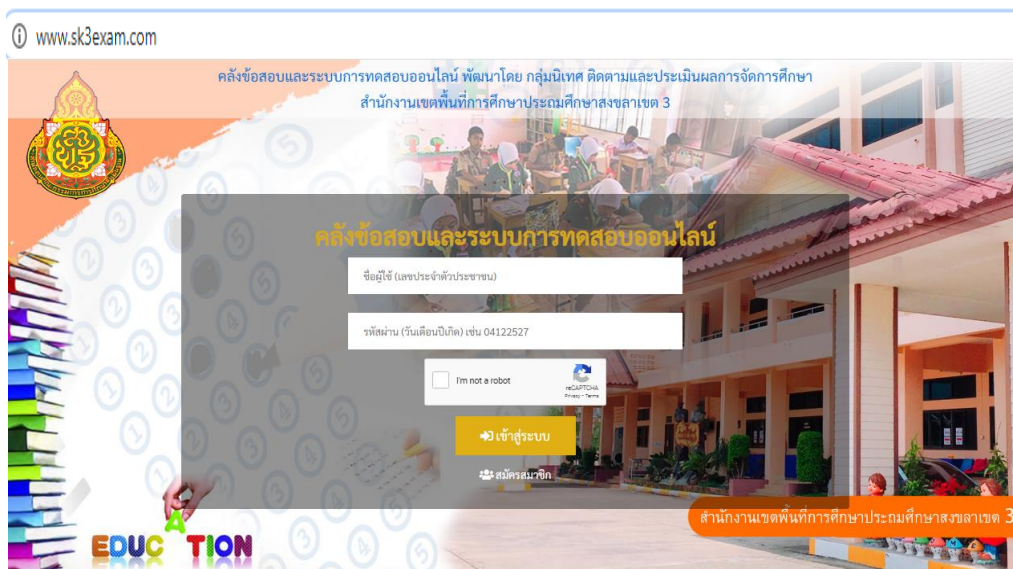 www.sk3exam.com
คลังข้อสอบและระบบการทดสอบออนไลน์ พัฒนาโดย กลุ่มนิเทศ ติดตามและประเมินผลการจัดการศึกษา
สำนักงานเขตพื้นที่การศึกษาประถมศึกษาสงขลาเขต 3
คลังข้อสอบและระบบการทดสอบออนไลน์
ชื่อผู้ใช้ (เลขประจำตัวประชาชน)
รหัสผ่าน (วันเดือนปีเกิด) เช่น 04122527
I'm not a robot
reCAPTCHA
Privacy - Terms
เข้าสู่ระบบ
สมัครสมาชิก
สำนักงานเขตพื้นที่การศึกษาประถมศึกษาสงขลาเขต 3
EDUCATION